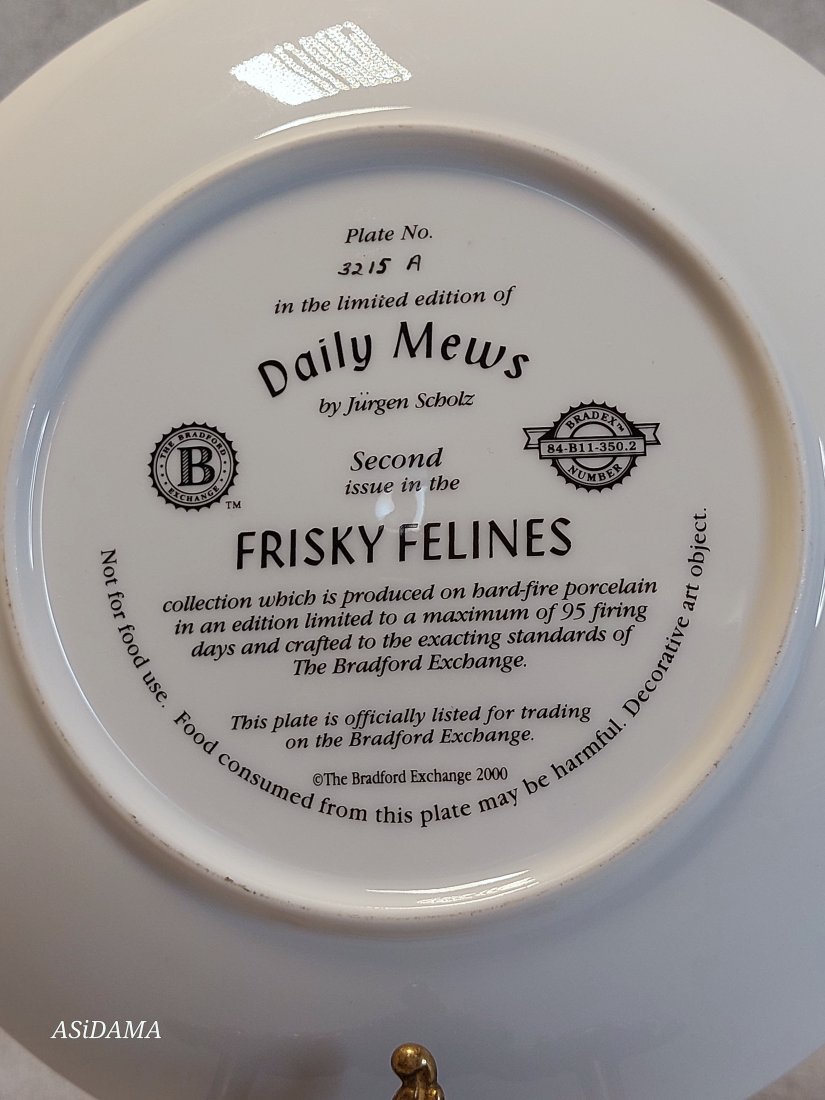 Plate No.
3215 A
in the limited edition of
Daily Mews
by Jürgen Scholz
THE BRADFORD
B
EXCHANGE
TM
BRADEX™
84-B11-350.2
NUMBER
Second
issue in the
FRISKY FELINES
collection which is produced on hard-fire porcelain
in an edition limited to a maximum of 95 firing
days and crafted to the exacting standards of
The Bradford Exchange.
This plate is officially listed for trading
on the Bradford Exchange.
©The Bradford Exchange 2000
Not for food use. Food consumed from this plate may be harmful. Decorative art object.
ASiDAMA